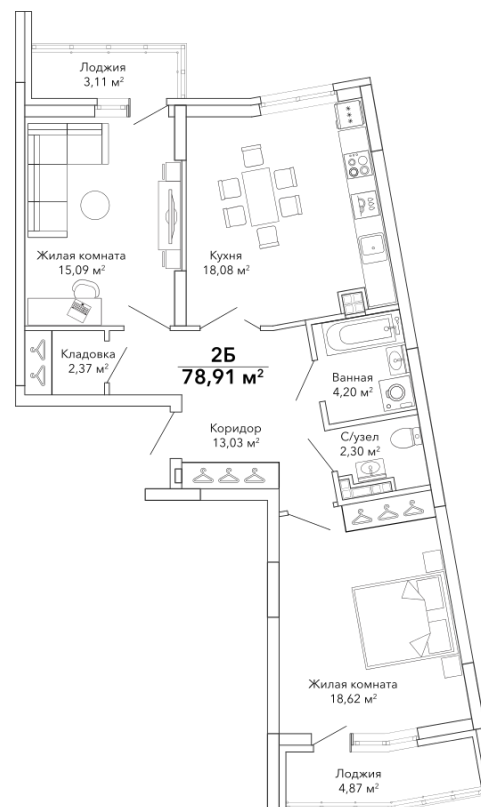 Лоджия
3,11 м²
Жилая комната
15,09 м²
Кухня
18,08 м²
Кладовка
2,37 м²
2Б
78,91 м²
Ванная
4,20 м²
Коридор
13,03 м²
С/узел
2,30 м²
Жилая комната
18,62 м²
Лоджия
4,87 м²